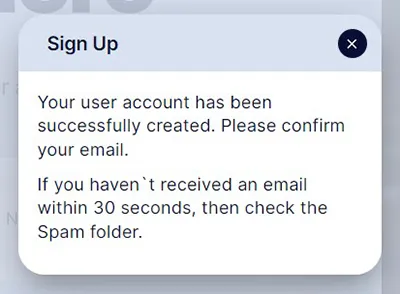 Sign Up
Your user account has been
successfully created. Please confirm
your email.
If you haven`t received an email
within 30 seconds, then check the
Spam folder.